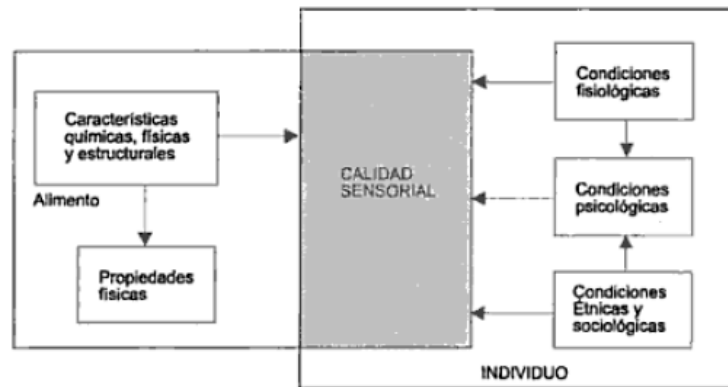 Características
químicas, físicas
y estructurales
Alimento
Propiedades
físicas
CALIDAD
SENSORIAL
Condiciones
fisiológicas
Condiciones
psicológicas
Condiciones
Étnicas y
sociológicas
INDIVIDUO